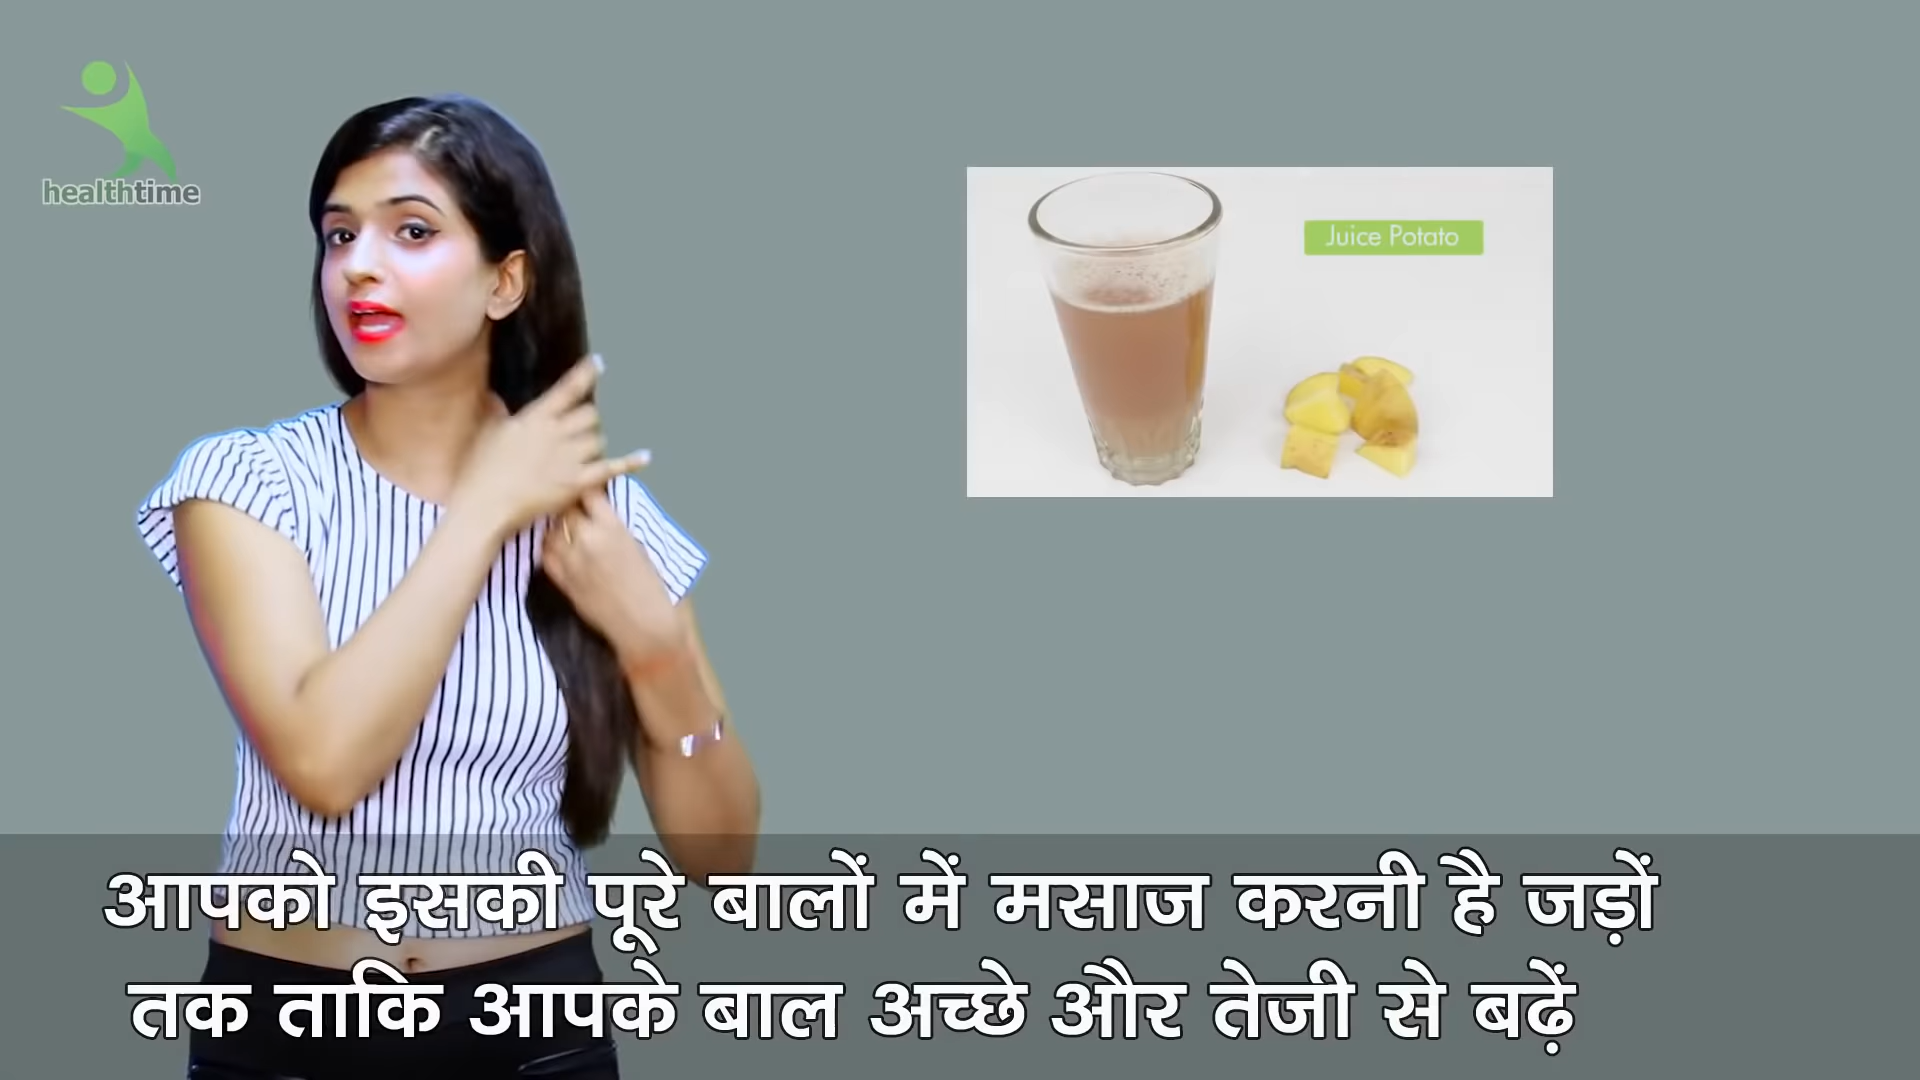 healthtime
Juice Potato
आपको इसकी पूरे बालों में मसाज करनी है जड़ों
तक ताकि आपके बाल अच्छे और तेजी से बढ़ें